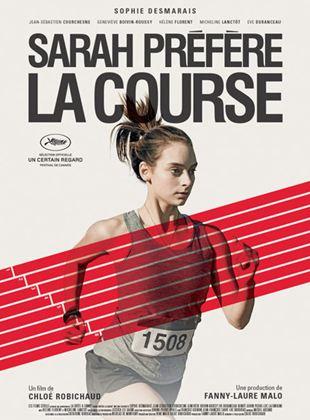 SOPHIE DESMARAIS
JEAN-SÉBASTIEN COURCHESNE GENEVIÈVE BOIVIN-ROUSSY HÉLÈNE FLORENT MICHELINE LANCTÔT EVE DURANCEAU
SARAH PRÉFÈRE
LA COURSE
SÉLECTION OFFICIELLE
UN CERTAIN REGARD
FESTIVAL DE CANNES
1508
Un film de
CHLOÉ ROBICHAUD
Une production de
FANNY-LAURE MALO